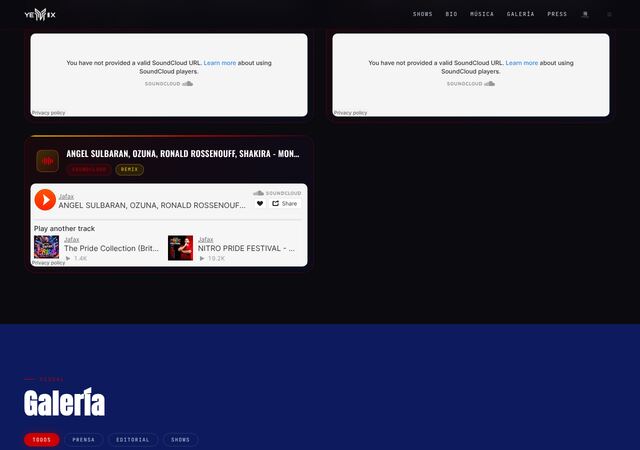 SHOWS BIO MÚSICA GALERÍA PRESS
You have not provided a valid SoundCloud URL. Learn more about using
SoundCloud players.
SOUNDCLOUD
Privacy policy
You have not provided a valid SoundCloud URL. Learn more about using
SoundCloud players.
SOUNDCLOUD
Privacy policy
ANGEL SULBARAN, OZUNA, RONALD ROSSENOUFF, SHAKIRA - MON...
SOUNDCLOUD REMIX
Jafax
ANGEL SULBARAN, OZUNA, RONALD ROSSENOUF...
SOUNDCLOUD
Share
Play another track
Jafax
The Pride Collection (Brit...
1.4K
Jafax
NITRO PRIDE FESTIVAL - ...
19.2K
Privacy policy
VISUAL
Galería
TODOS PRENSA EDITORIAL SHOWS